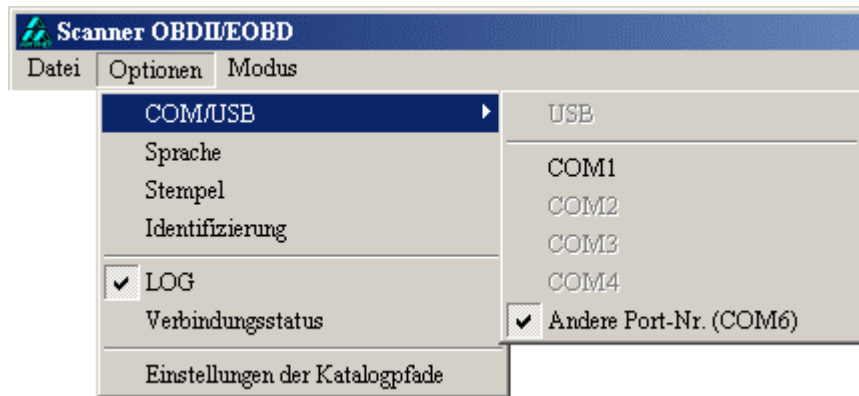 Scanner OBDII/EOBD
Datei Optionen Modus
COM/USB
Sprache
Stempel
Identifizierung
LOG
Verbindungsstatus
Einstellungen der Katalogpfade
USB
COM1
COM2
COM3
COM4
Andere Port-Nr. (COM6)